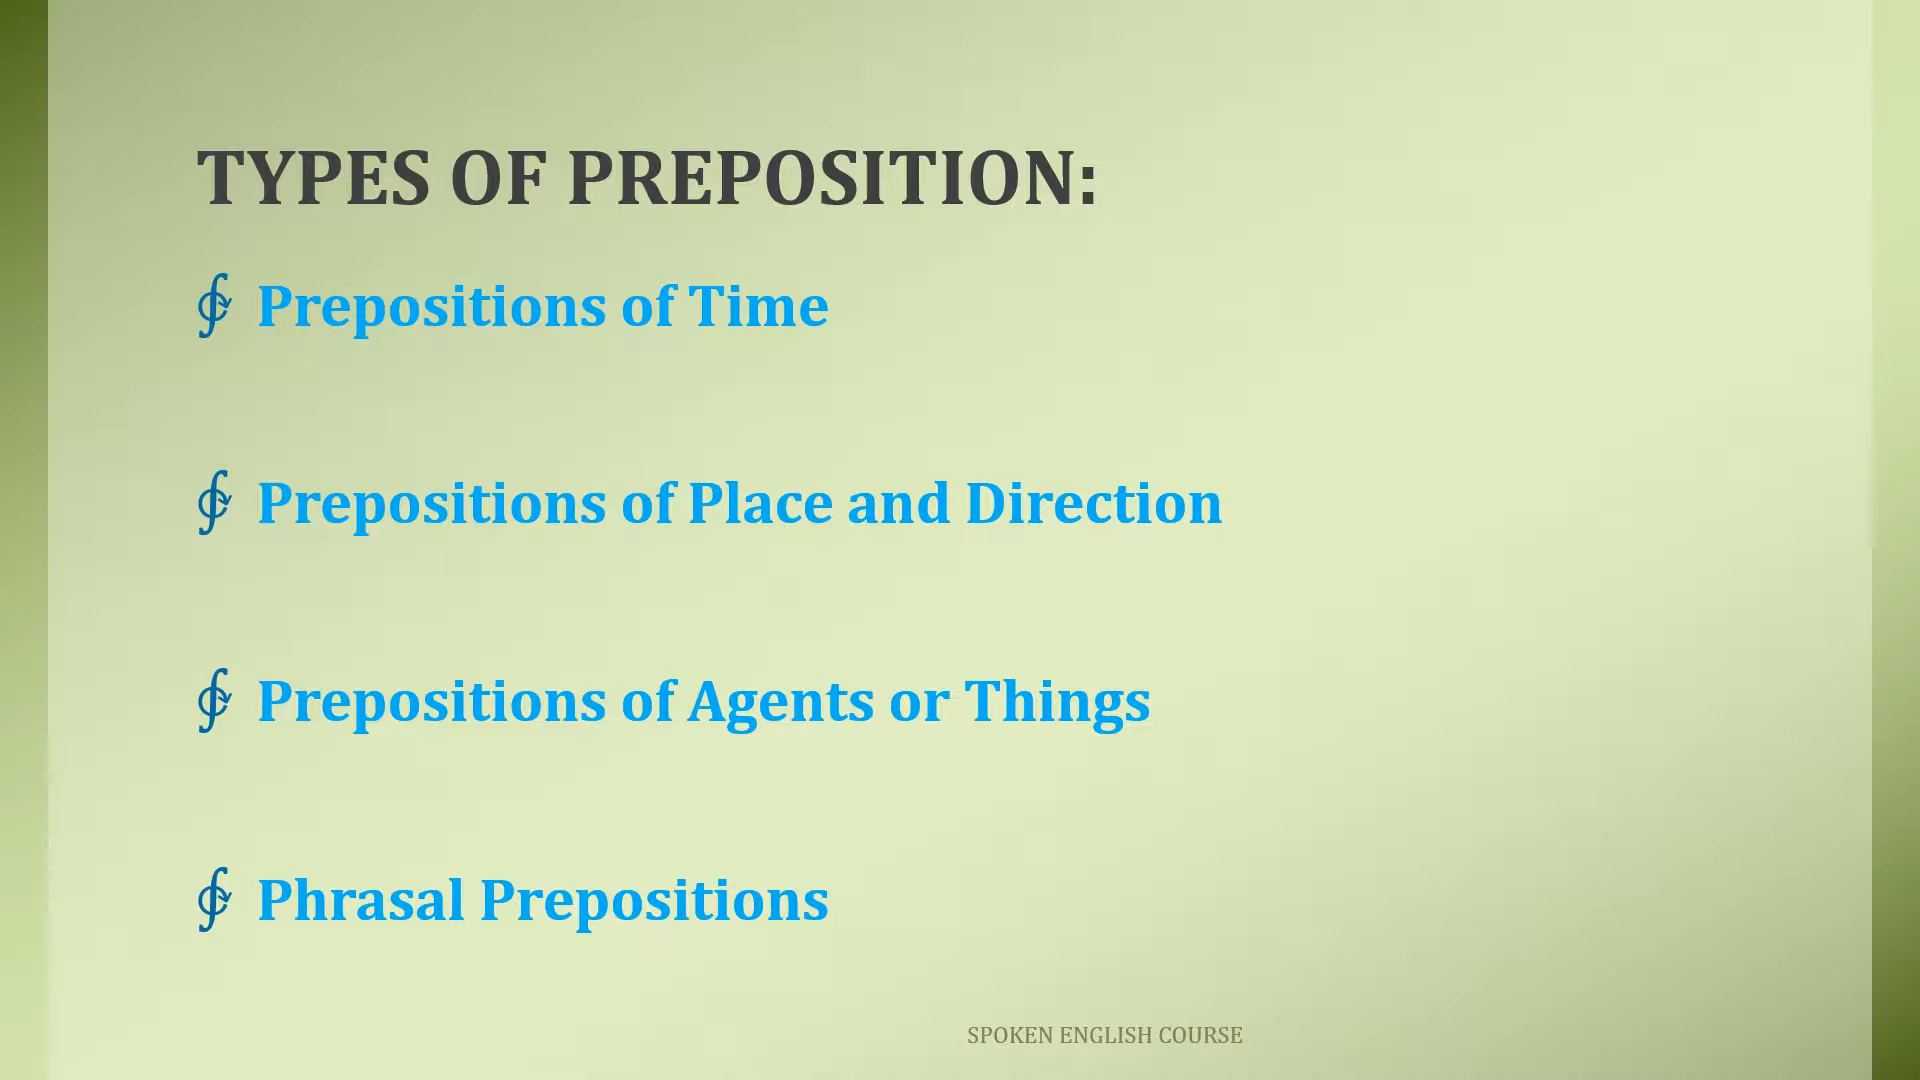 TYPES OF PREPOSITION:
∳ Prepositions of Time
∳ Prepositions of Place and Direction
∳ Prepositions of Agents or Things
∳ Phrasal Prepositions
SPOKEN ENGLISH COURSE